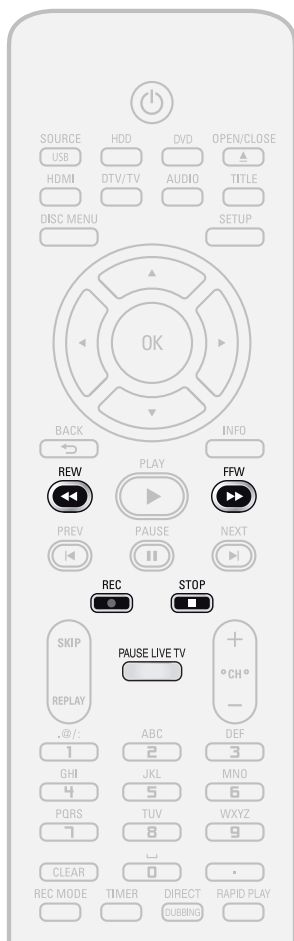 SOURCE HDD DVD OPEN/CLOSE
USB
HDMI DTV/TV AUDIO TITLE
DISC MENU SETUP
OK
BACK INFO
REW PLAY FFW
PREV PAUSE NEXT
REC STOP
SKIP PAUSE LIVE TV +
CH
REPLAY –
.@/: ABC DEF
1 2 3
GHI JKL MNO
4 5 6
PQRS TUV WXYZ
7 8 9
CLEAR 0 .
REC MODE TIMER DIRECT RAPID PLAY
DUBBING